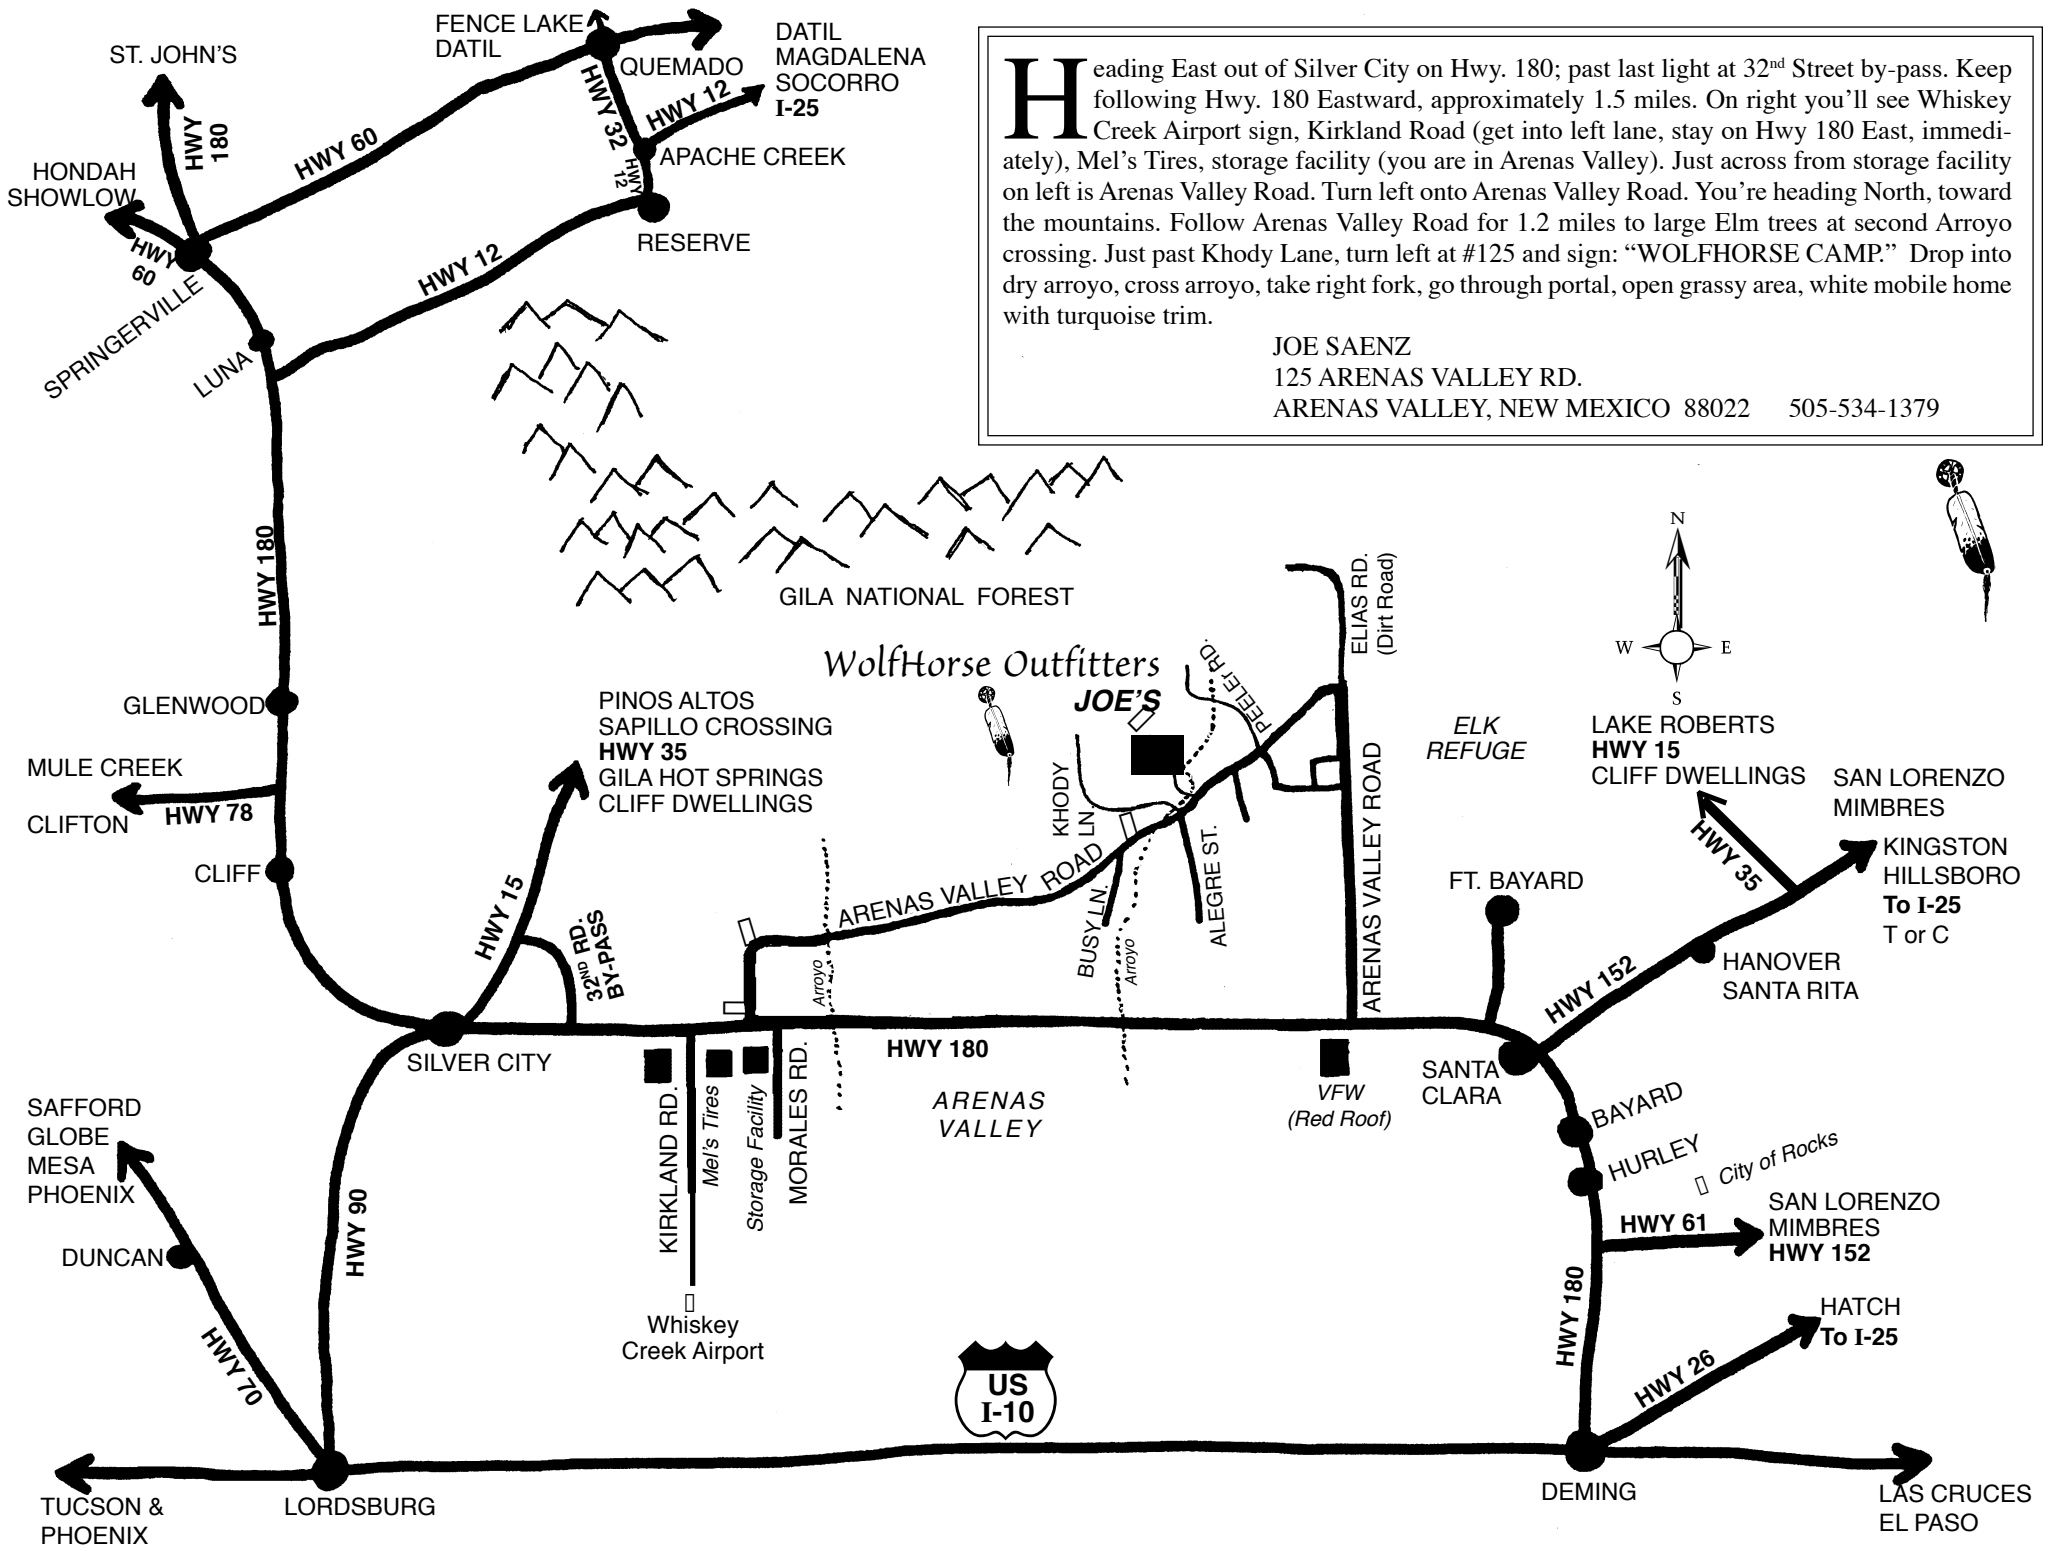 FENCE LAKE
DATIL
DATIL
MAGDALENA
SOCORRO
I-25
ST. JOHN'S
QUEMADO
HWY 32
HWY 12
HWY
180
HWY 60
APACHE CREEK
HWY
12
HONDAH
SHOWLOW
HWY
60
RESERVE
HWY 12
SPRINGERVILLE
LUNA
Heading East out of Silver City on Hwy. 180; past last light at 32nd Street by-pass. Keep
following Hwy. 180 Eastward, approximately 1.5 miles. On right you'll see Whiskey
Creek Airport sign, Kirkland Road (get into left lane, stay on Hwy 180 East, immedi-
ately), Mel's Tires, storage facility (you are in Arenas Valley). Just across from storage facility
on left is Arenas Valley Road. Turn left onto Arenas Valley Road. You're heading North, toward
the mountains. Follow Arenas Valley Road for 1.2 miles to large Elm trees at second Arroyo
crossing. Just past Khody Lane, turn left at #125 and sign: “WOLFHORSE CAMP.” Drop into
dry arroyo, cross arroyo, take right fork, go through portal, open grassy area, white mobile home
with turquoise trim.
JOE SAENZ
125 ARENAS VALLEY RD.
ARENAS VALLEY, NEW MEXICO 88022 505-534-1379
HWY 180
GILA NATIONAL FOREST
ELIAS RD.
(Dirt Road)
N
W E
S
WolfHorse Outfitters
JOE'S
PEELEr RD.
GLENWOOD
PINOS ALTOS
SAPILLO CROSSING
HWY 35
GILA HOT SPRINGS
CLIFF DWELLINGS
ELK
REFUGE
LAKE ROBERTS
HWY 15
CLIFF DWELLINGS
SAN LORENZO
MIMBRES
MULE CREEK
HWY 78
CLIFTON
KHODY
LN.
ARENAS VALLEY ROAD
HWY 35
KINGSTON
HILLSBORO
To I-25
T or C
CLIFF
HWY 15
32ND RD.
BY-PASS
ARENAS VALLEY ROAD
BUSY LN.
Arroyo
ALEGRE ST.
Arroyo
FT. BAYARD
HWY 152
HANOVER
SANTA RITA
SILVER CITY
HWY 180
KIRKLAND RD.
Mel's Tires
Storage Facility
MORALES RD.
ARENAS
VALLEY
VFW
(Red Roof)
SANTA
CLARA
BAYARD
HURLEY
City of Rocks
SAFFORD
GLOBE
MESA
PHOENIX
DUNCAN
HWY 90
HWY 70
Whiskey
Creek Airport
HWY 61
SAN LORENZO
MIMBRES
HWY 152
HWY 180
HATCH
To I-25
HWY 26
US
I-10
TUCSON &
PHOENIX
LORDSBURG
DEMING
LAS CRUCES
EL PASO